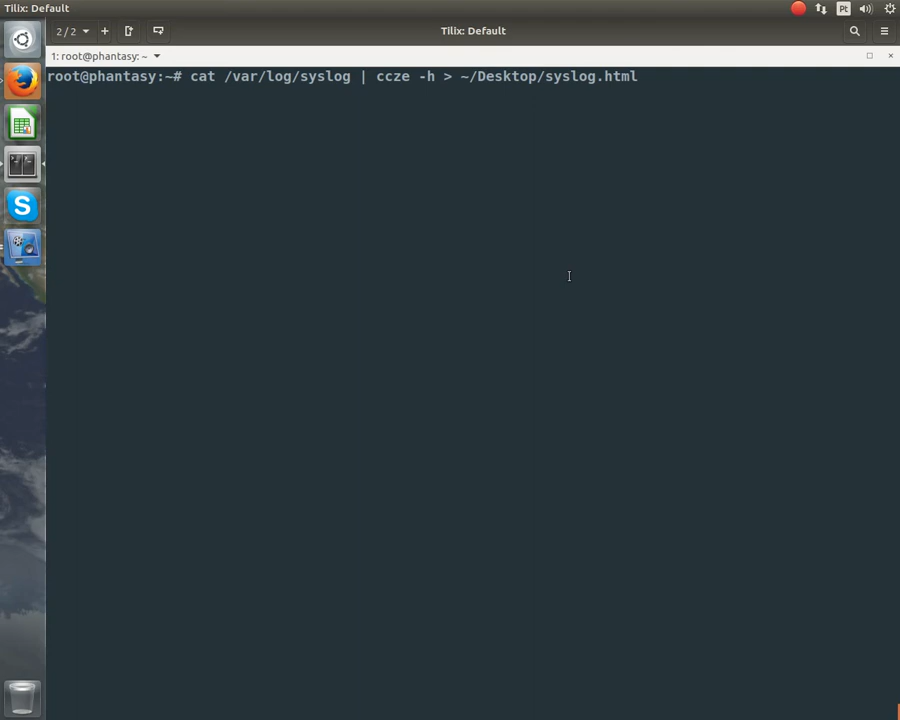 Tilix: Default
Pt
2/2
Tilix: Default
1: root@phantasy: ~
root@phantasy:~# cat /var/log/syslog | ccze -h > ~/Desktop/syslog.html
S